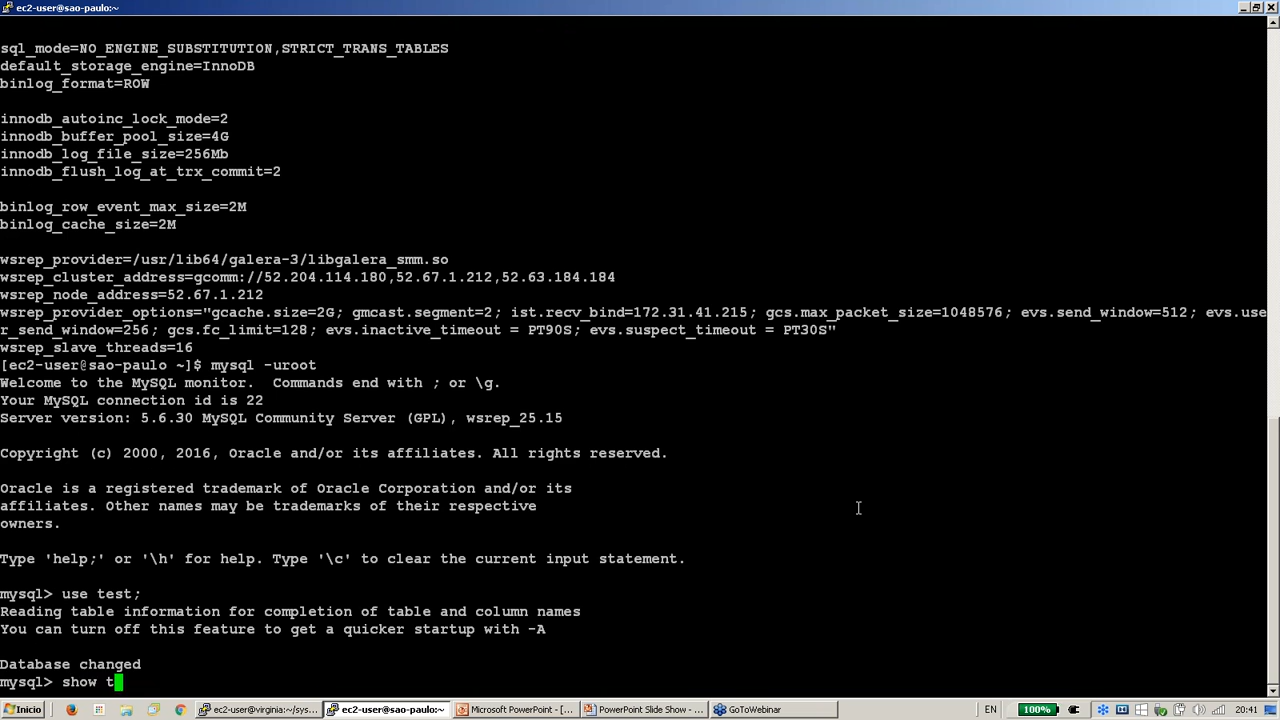 ec2-user@sao-paulo:~
sql_mode=NO_ENGINE_SUBSTITUTION,STRICT_TRANS_TABLES
default_storage_engine=InnoDB
binlog_format=ROW
innodb_autoinc_lock_mode=2
innodb_buffer_pool_size=4G
innodb_log_file_size=256Mb
innodb_flush_log_at_trx_commit=2
binlog_row_event_max_size=2M
binlog_cache_size=2M
wsrep_provider=/usr/lib64/galera-3/libgalera_smm.so
wsrep_cluster_address=gcomm://52.204.114.180,52.67.1.212,52.63.184.184
wsrep_node_address=52.67.1.212
wsrep_provider_options="gcache.size=2G; gmcast.segment=2; ist.recv_bind=172.31.41.215; gcs.max_packet_size=1048576; evs.send_window=512; evs.use
r_send_window=256; gcs.fc_limit=128; evs.inactive_timeout = PT90S; evs.suspect_timeout = PT30S"
wsrep_slave_threads=16
[ec2-user@sao-paulo ~]$ mysql -uroot
Welcome to the MySQL monitor.  Commands end with ; or \g.
Your MySQL connection id is 22
Server version: 5.6.30 MySQL Community Server (GPL), wsrep_25.15
Copyright (c) 2000, 2016, Oracle and/or its affiliates. All rights reserved.
Oracle is a registered trademark of Oracle Corporation and/or its
affiliates. Other names may be trademarks of their respective
owners.
Type 'help;' or '\h' for help. Type '\c' to clear the current input statement.
mysql> use test;
Reading table information for completion of table and column names
You can turn off this feature to get a quicker startup with -A
Database changed
mysql> show t
Inicio
ec2-user@virginia:~/sys...
ec2-user@sao-paulo:~
Microsoft PowerPoint - [...
PowerPoint Slide Show - ...
GoToWebinar
EN
100%
20:41